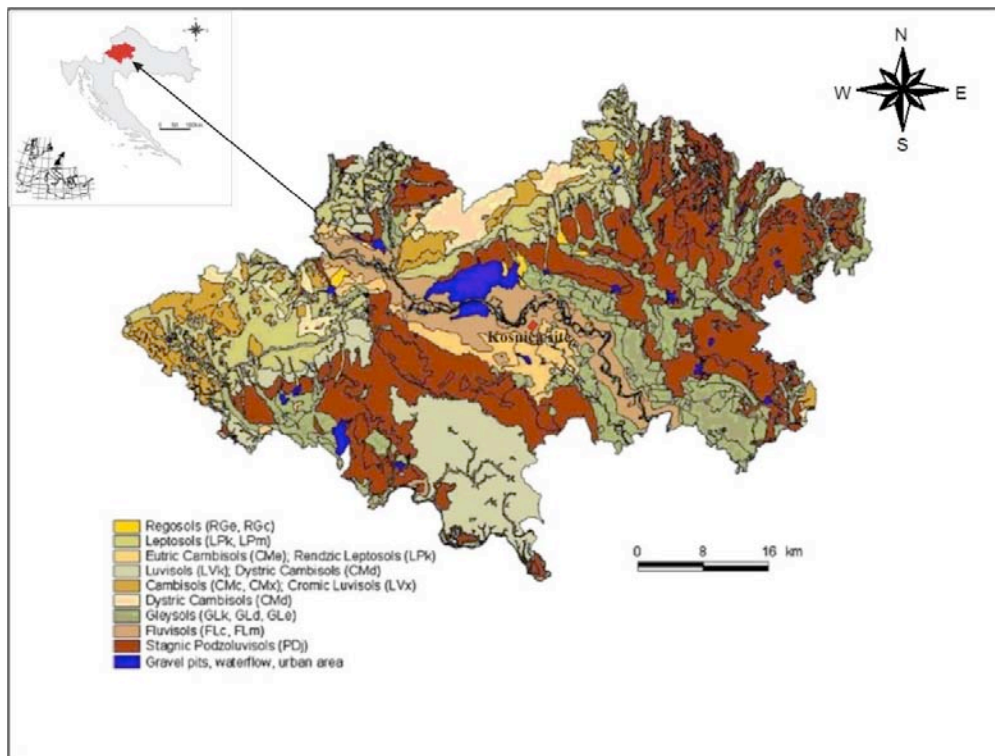 N
W E
S
Kosnica site
Regosols (RGe, RGc)
Leptosols (LPk, LPm)
Eutric Cambisols (CMe); Rendzic Leptosols (LPk)
Luvisols (LVk); Dystric Cambisols (CMd)
Cambisols (CMc, CMx); Cromic Luvisols (LVx)
Dystric Cambisols (CMd)
Gleysols (GLk, GLd, GLe)
Fluvisols (FLc, FLm)
Stagnic Podzoluvisols (PDj)
Gravel pits, waterflow, urban area
0 8 16 km